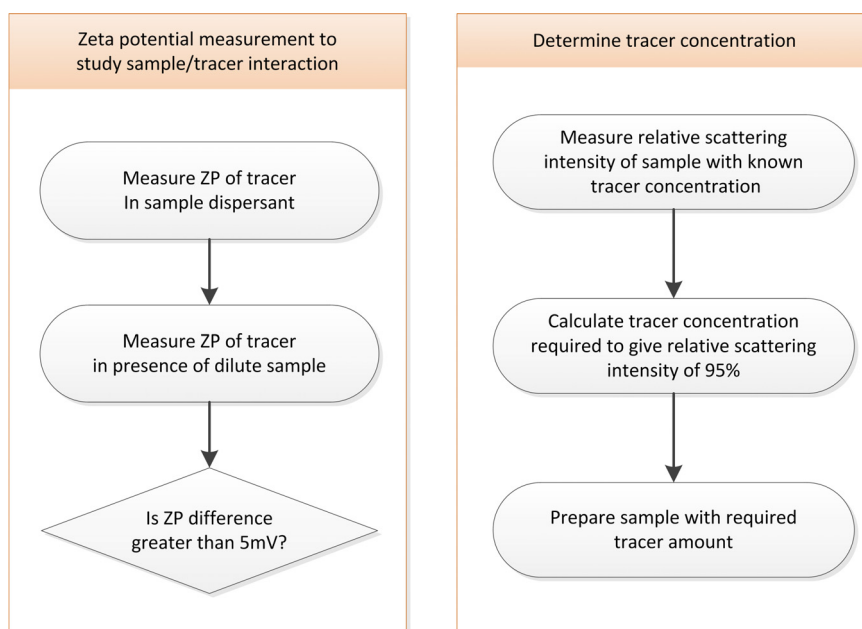 Zeta potential measurement to
study sample/tracer interaction
Measure ZP of tracer
In sample dispersant
Measure ZP of tracer
in presence of dilute sample
Is ZP difference
greater than 5mV?
Determine tracer concentration
Measure relative scattering
intensity of sample with known
tracer concentration
Calculate tracer concentration
required to give relative scattering
intensity of 95%
Prepare sample with required
tracer amount